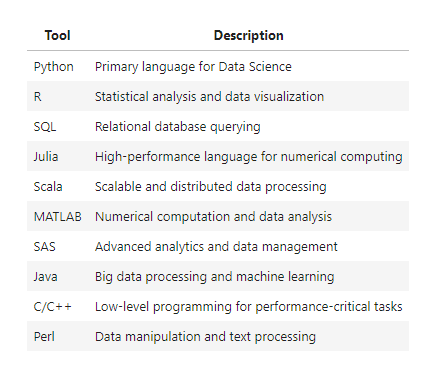 Tool Description
Python Primary language for Data Science
R Statistical analysis and data visualization
SQL Relational database querying
Julia High-performance language for numerical computing
Scala Scalable and distributed data processing
MATLAB Numerical computation and data analysis
SAS Advanced analytics and data management
Java Big data processing and machine learning
C/C++ Low-level programming for performance-critical tasks
Perl Data manipulation and text processing